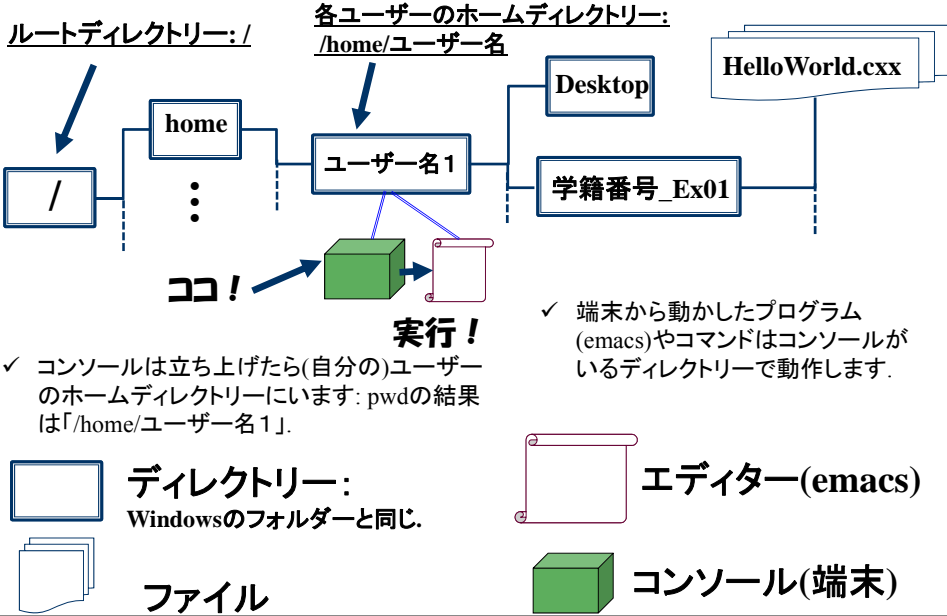 ルートディレクトリー: /
各ユーザーのホームディレクトリー:
/home/ユーザー名
/
home
ユーザー名1
Desktop
学籍番号_Ex01
HelloWorld.cxx
ココ！
実行！
✓ コンソールは立ち上げたら(自分の)ユーザー
のホームディレクトリーにいます: pwdの結果
は「/home/ユーザー名１」.
✓ 端末から動かしたプログラム
(emacs)やコマンドはコンソールが
いるディレクトリーで動作します.
ディレクトリー:
Windowsのフォルダーと同じ.
ファイル
エディター(emacs)
コンソール(端末)